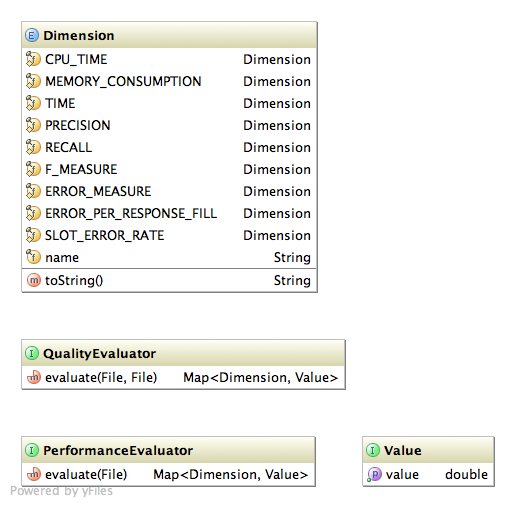 E Dimension
f CPU_TIME Dimension
f MEMORY_CONSUMPTION Dimension
f TIME Dimension
f PRECISION Dimension
f RECALL Dimension
f F_MEASURE Dimension
f ERROR_MEASURE Dimension
f ERROR_PER_RESPONSE_FILL Dimension
f SLOT_ERROR_RATE Dimension
f name String
m toString() String
I QualityEvaluator
m evaluate(File, File) Map<Dimension, Value>
I PerformanceEvaluator
m evaluate(File) Map<Dimension, Value>
I Value
p value double
Powered by yFiles